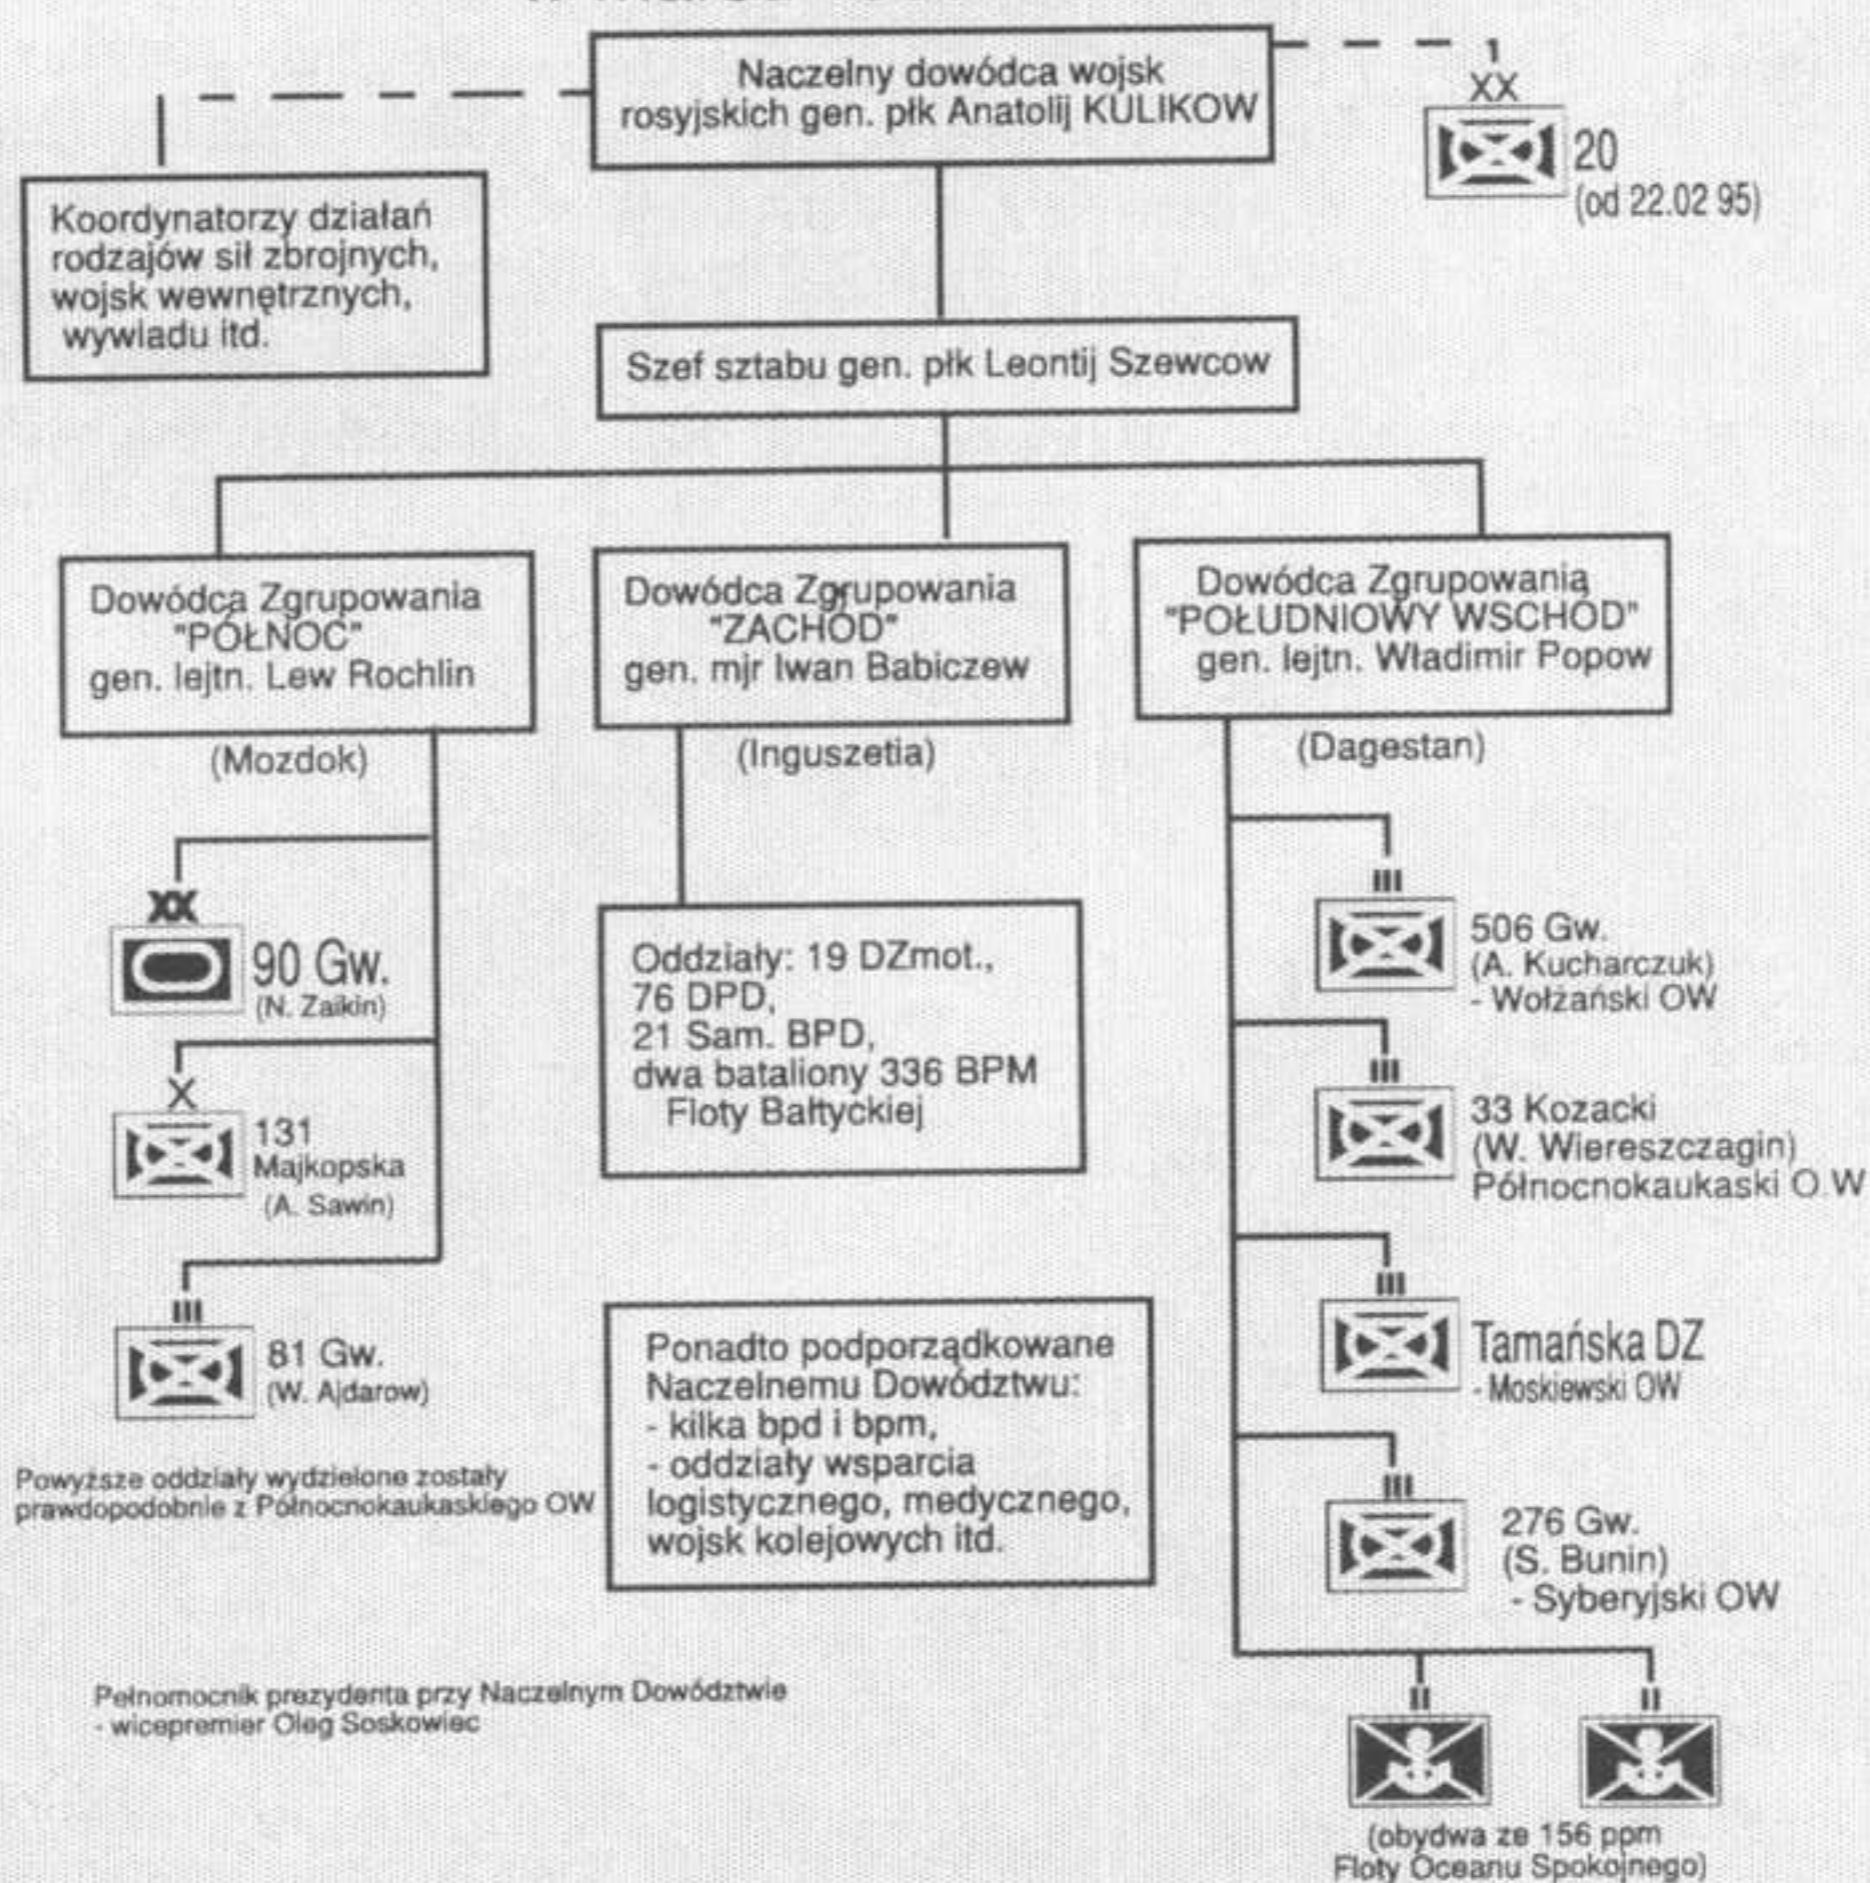 Naczelny dowódca wojsk
rosyjskich gen. płk Anatolij KULIKOW
XX
20
(od 22.02 95)
Koordynatorzy działań
rodzajów sił zbrojnych,
wojsk wewnętrznych,
wywiadu itd.
Szef sztabu gen. płk Leontij Szewcow
Dowódca Zgrupowania
"PÓŁNOC"
gen. lejtn. Lew Rochlin
(Mozdok)
XX
90 Gw.
(N. Zaikin)
X
131
Majkopska
(A. Sawin)
III
81 Gw.
(W. Ajdarow)
Powyższe oddziały wydzielone zostały
prawdopodobnie z Północnokaukaskiego OW
Dowódca Zgrupowania
"ZACHÓD"
gen. mjr Iwan Babiczew
(Inguszetia)
Oddziały: 19 DZmot.,
76 DPD,
21 Sam. BPD,
dwa bataliony 336 BPM
Floty Bałtyckiej
Ponadto podporządkowane
Naczelnemu Dowództwu:
- kilka bpd i bpm,
- oddziały wsparcia
logistycznego, medycznego,
wojsk kolejowych itd.
Dowódca Zgrupowania
"POŁUDNIOWY WSCHÓD"
gen. lejtn. Władimir Popow
(Dagestan)
III
506 Gw.
(A. Kucharczuk)
- Wołżański OW
III
33 Kozacki
(W. Wiereszczagin)
Północnokaukaski O.W
III
Tamańska DZ
- Moskiewski OW
III
276 Gw.
(S. Bunin)
- Syberyjski OW
II
II
(obydwa ze 156 ppm
Floty Oceanu Spokojnego)
Pełnomocnik prezydenta przy Naczelnym Dowództwie
- wicepremier Oleg Soskowiec